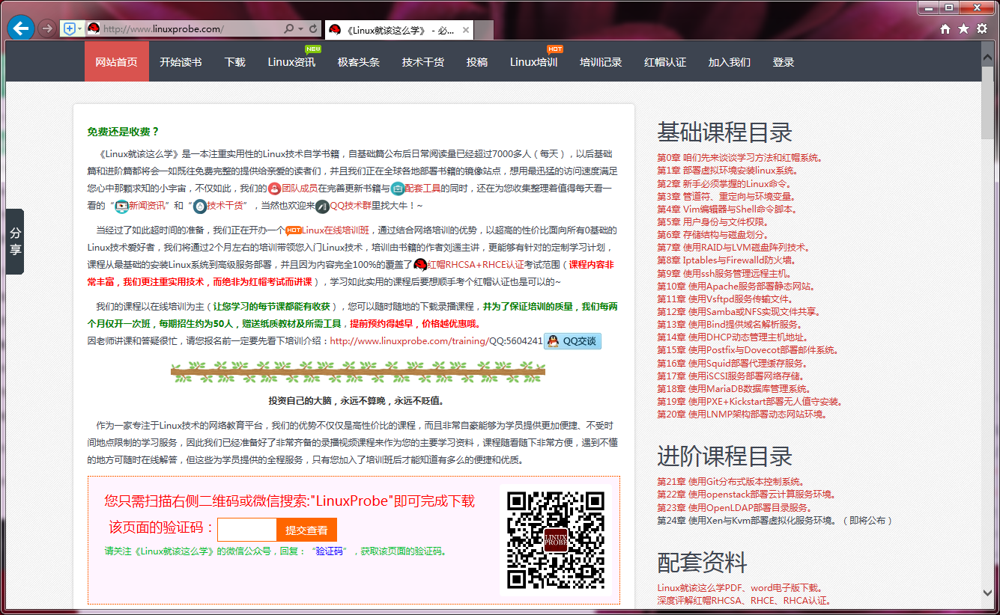 http://www.linuxprobe.com/
《Linux就该这么学》 - 必...
网站首页 开始读书 下载 Linux资讯 NEW 极客头条 技术干货 投稿 Linux培训 HOT 培训记录 红帽认证 加入我们 登录
分享
免费还是收费？
《Linux就该这么学》是一本注重实用性的Linux技术自学书籍，自基础篇公布后日常阅读量已经超过7000多人（每天），以后基础
篇和进阶篇都将会一如既往免费完整的提供给亲爱的读者们，并且我们正在全球各地部署书籍的镜像站点，想用最迅猛的访问速度满足
您心中那颗求知的小宇宙，不仅如此，我们的团队成员在完善更新书籍与配套工具的同时，还在为您收集整理着值得每天看一
看的“新闻资讯”和“技术干货”，当然也欢迎来QQ技术群里找大牛！~
当经过了如此超时间的准备，我们正在开办一个HOT Linux在线培训班，通过结合网络培训的优势，以超高的性价比面向所有0基础的
Linux技术爱好者，我们将通过2个月左右的培训带领您入门Linux技术，培训由书籍的作者刘遄主讲，更能够有针对的定制学习计划，
课程从最基础的安装Linux系统到高级服务部署，并且因为内容完全100%的覆盖了红帽RHCSA+RHCE认证考试范围（课程内容非
常丰富，我们更注重实用技术，而绝非为红帽考试而讲课），学习如此实用的课程后要想顺手考个红帽认证也是可以的~
我们的课程以在线培训为主（让您学习的每节课都能有收获），您可以随时随地的下载录播课程，并为了保证培训的质量，我们每两
个月仅开一次班，每期招生约为50人，赠送纸质教材及所需工具，提前预约得越早，价格越优惠哦。
因老师讲课和答疑很忙，请您报名前一定要先看下培训介绍：http://www.linuxprobe.com/training/QQ:5604241 QQ交谈
投资自己的大脑，永远不算晚，永远不贬值。
作为一家专注于Linux技术的网络教育平台，我们的优势不仅仅是高性价比的课程，而且非常自豪能够为学员提供更加便捷、不受时
间地点限制的学习服务，因此我们已经准备好了非常齐备的录播视频课程来作为您的主要学习资料，课程随看随下非常方便，遇到不懂
的地方可随时在线解答，但这些为学员提供的全程服务，只有您加入了培训班后才能知道有多么的便捷和优质。
您只需扫描右侧二维码或微信搜索:"LinuxProbe"即可完成下载
该页面的验证码： 提交查看
请关注《Linux就该这么学》的微信公众号，回复：“验证码”，获取该页面的验证码。
LINUX
PROBE
基础课程目录
第0章 咱们先来谈谈学习方法和红帽系统。
第1章 部署虚拟环境安装linux系统。
第2章 新手必须掌握的Linux命令。
第3章 管道符、重定向与环境变量。
第4章 Vim编辑器与Shell命令脚本。
第5章 用户身份与文件权限。
第6章 存储结构与磁盘划分。
第7章 使用RAID与LVM磁盘阵列技术。
第8章 Iptables与Firewalld防火墙。
第9章 使用ssh服务管理远程主机。
第10章 使用Apache服务部署静态网站。
第11章 使用Vsftpd服务传输文件。
第12章 使用Samba或NFS实现文件共享。
第13章 使用Bind提供域名解析服务。
第14章 使用DHCP动态管理主机地址。
第15章 使用Postfix与Dovecot部署邮件系统。
第16章 使用Squid部署代理缓存服务。
第17章 使用iSCSI服务部署网络存储。
第18章 使用MariaDB数据库管理系统。
第19章 使用PXE+Kickstart部署无人值守安装。
第20章 使用LNMP架构部署动态网站环境。
进阶课程目录
第21章 使用Git分布式版本控制系统。
第22章 使用openstack部署云计算服务环境。
第23章 使用OpenLDAP部署目录服务。
第24章 使用Xen与Kvm部署虚拟化服务环境。（即将公布）
配套资料
Linux就该这么学PDF、word电子版下载。
深度评解红帽RHCSA、RHCE、RHCA认证。